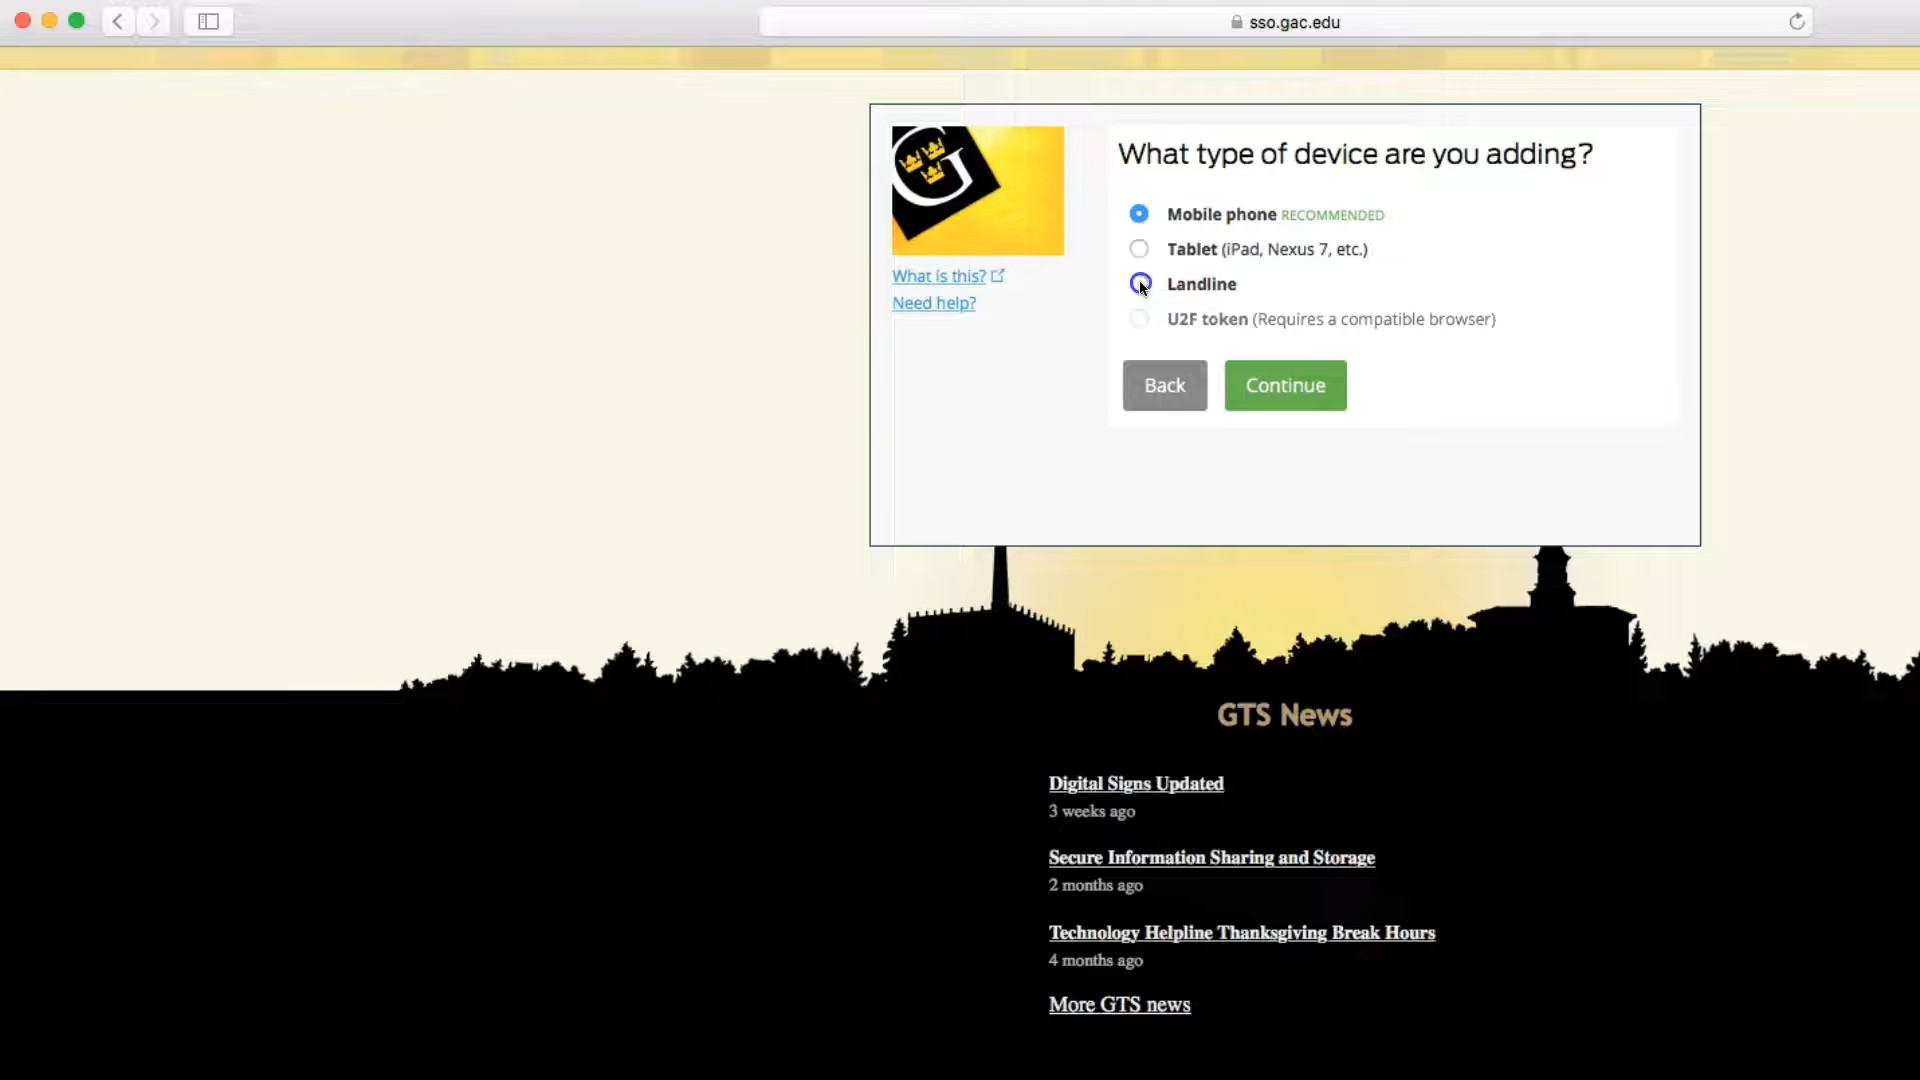 sso.gac.edu
G
What type of device are you adding?
Mobile phone RECOMMENDED
Tablet (iPad, Nexus 7, etc.)
Landline
U2F token (Requires a compatible browser)
What is this?
Need help?
Back
Continue
GTS News
Digital Signs Updated
3 weeks ago
Secure Information Sharing and Storage
2 months ago
Technology Helpline Thanksgiving Break Hours
4 months ago
More GTS news